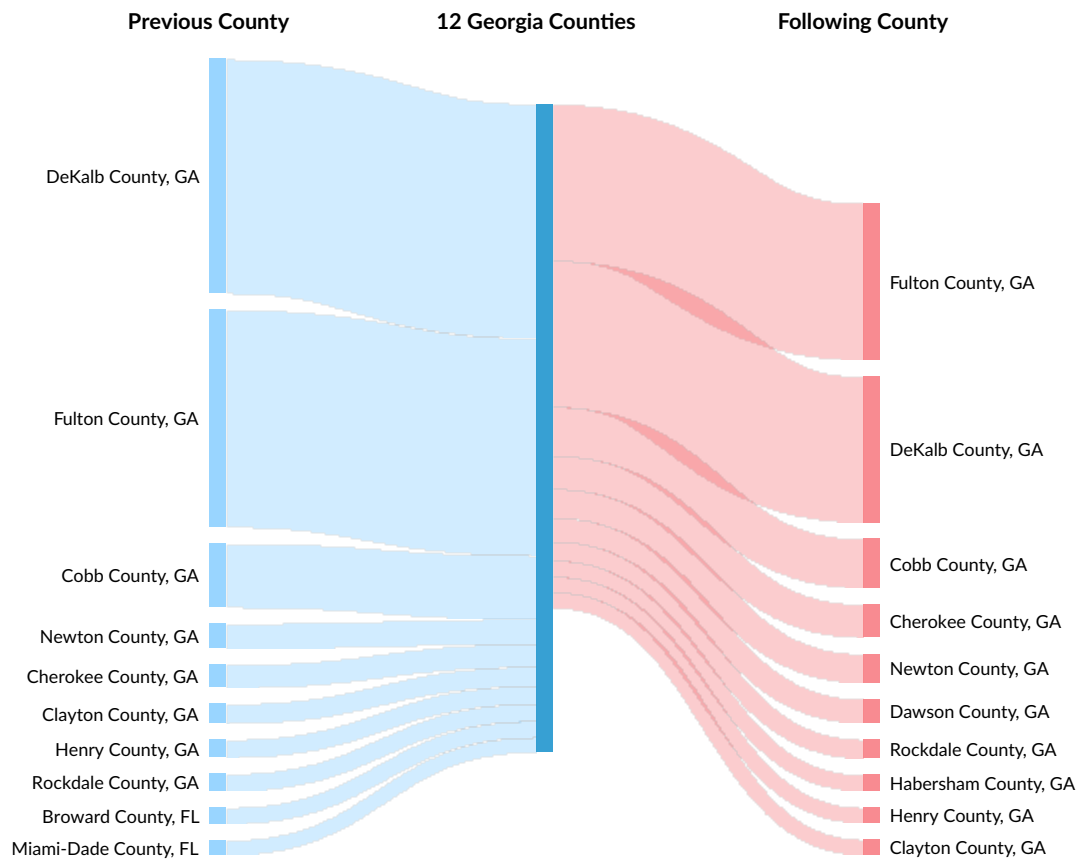 Previous County
12 Georgia Counties
Following County
DeKalb County, GA
Fulton County, GA
Cobb County, GA
Newton County, GA
Cherokee County, GA
Clayton County, GA
Henry County, GA
Rockdale County, GA
Broward County, FL
Miami-Dade County, FL
Fulton County, GA
DeKalb County, GA
Cobb County, GA
Cherokee County, GA
Newton County, GA
Dawson County, GA
Rockdale County, GA
Habersham County, GA
Henry County, GA
Clayton County, GA